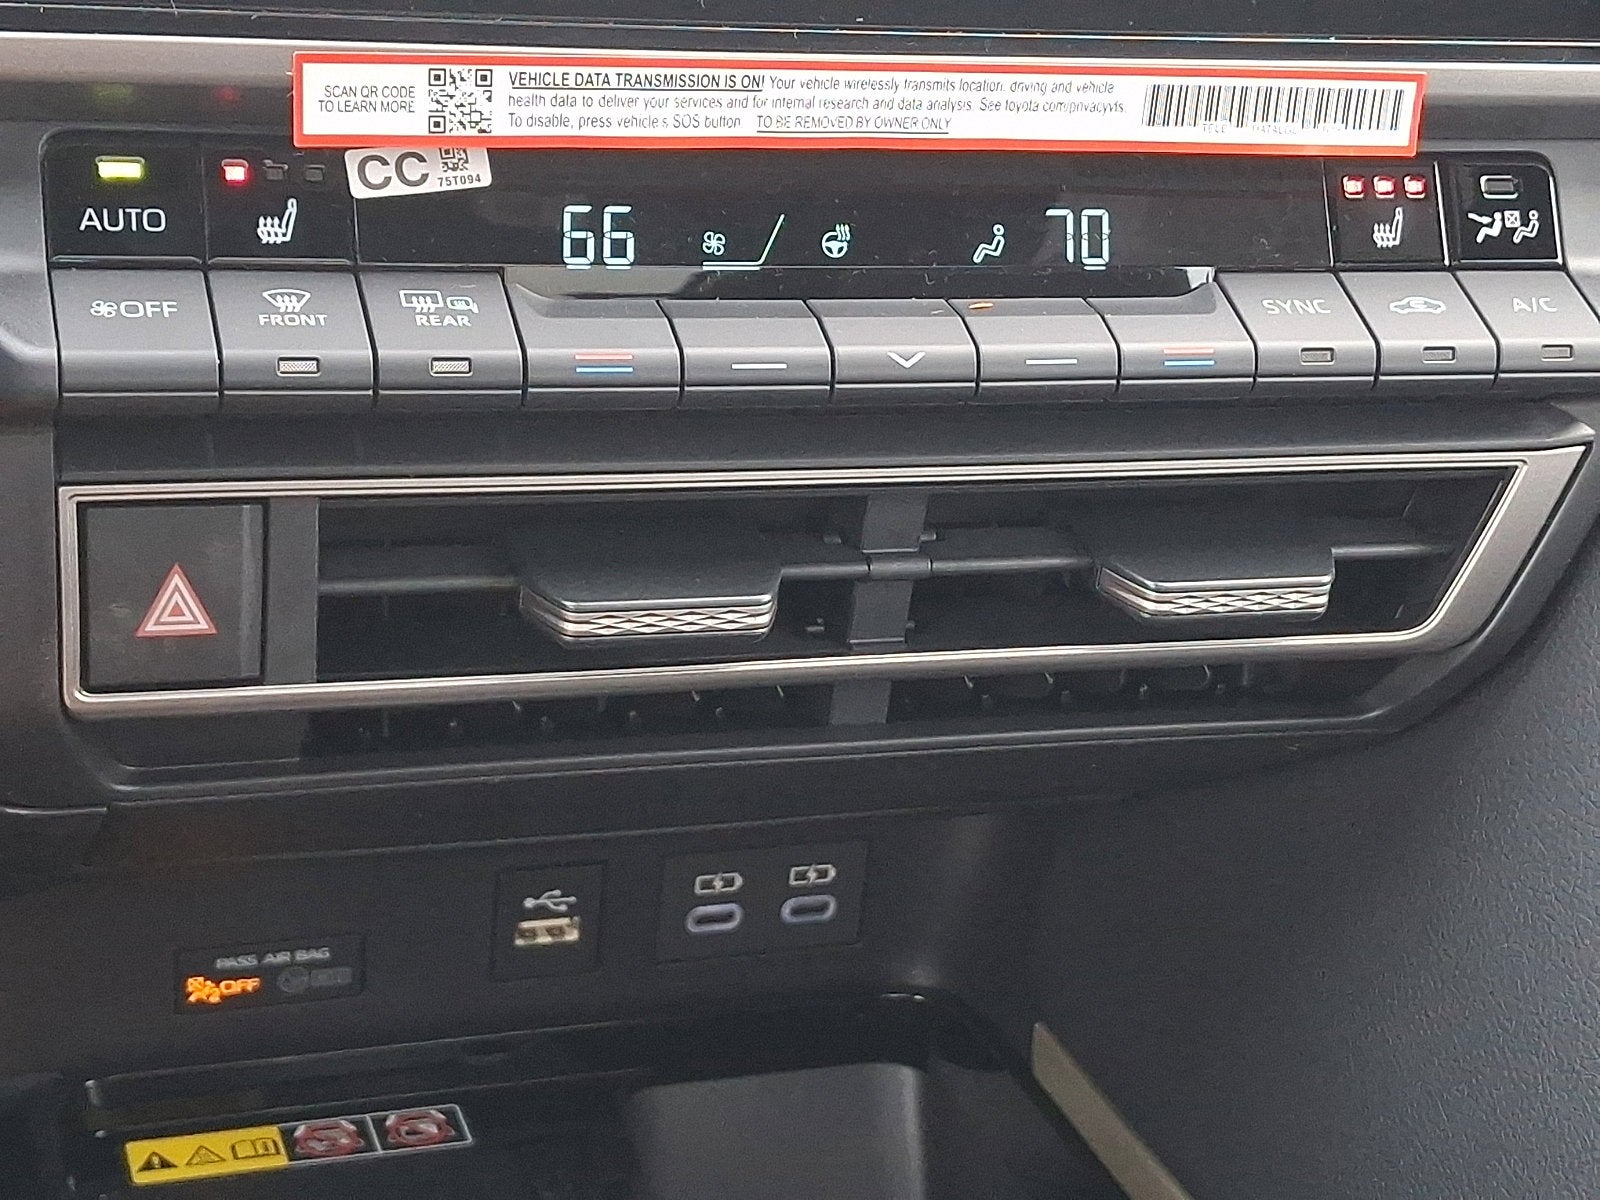 SCAN QR CODE
TO LEARN MORE
VEHICLE DATA TRANSMISSION IS ON! Your vehicle wirelessly transmits location, driving and vehicle
health data to deliver your services and for internal research and data analysis. See toyota.com/privacyvts.
To disable, press vehicle's SOS button. TO BE REMOVED BY OWNER ONLY
CC
75T094
AUTO
66
70
OFF
FRONT
REAR
SYNC
A/C
PASS AIR BAG
OFF